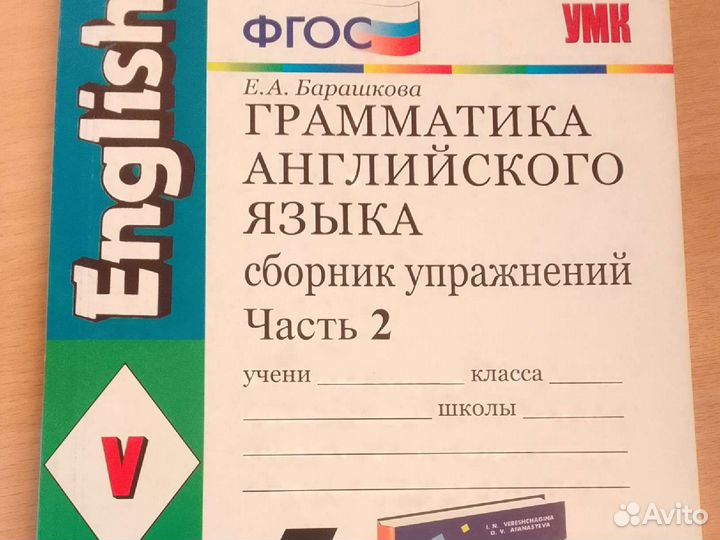 English
ФГОС
УМК
Е.А. Барашкова
ГРАММАТИКА
АНГЛИЙСКОГО
ЯЗЫКА
сборник упражнений
Часть 2
учени класса
школы
V
I. N. VERESHCHAGINA
O. V. AFANASYEVA
Avito